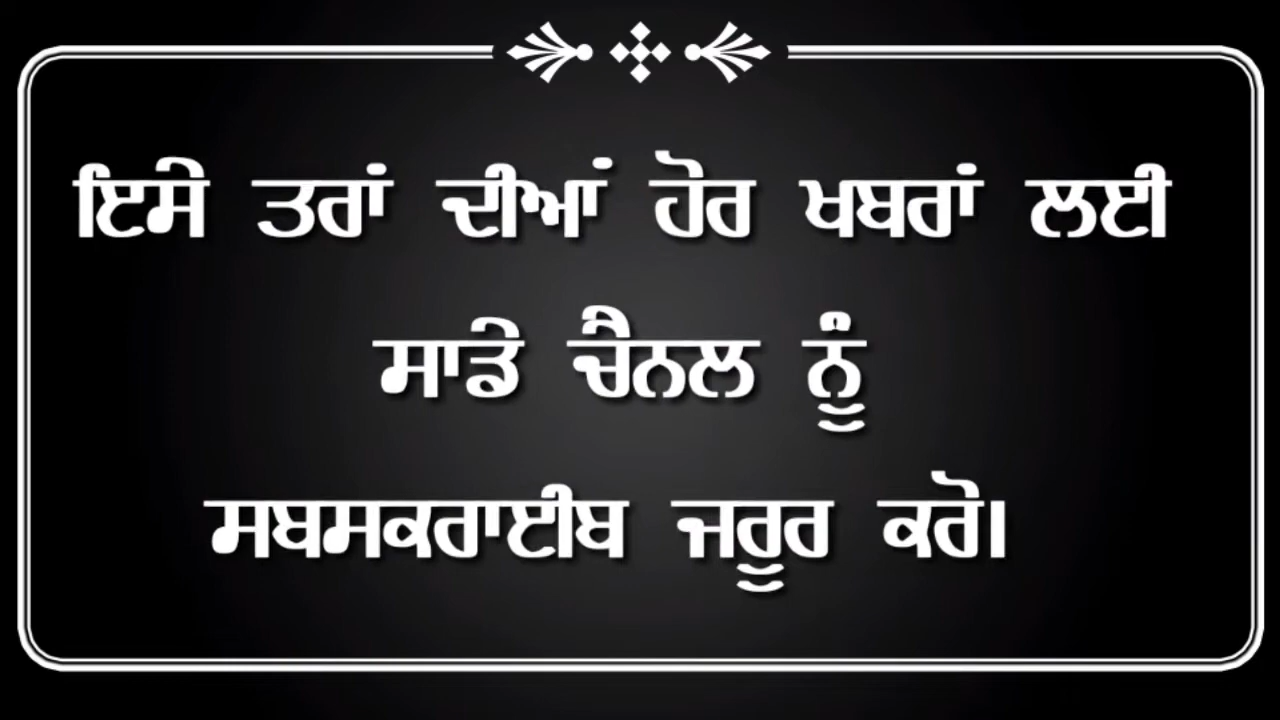 ਇਸੇ ਤਰਾਂ ਦੀਆਂ ਹੋਰ ਖਬਰਾਂ ਲਈ
ਸਾਡੇ ਚੈਨਲ ਨੂੰ
ਸਬਸਕਰਾਈਬ ਜਰੂਰ ਕਰੋ।